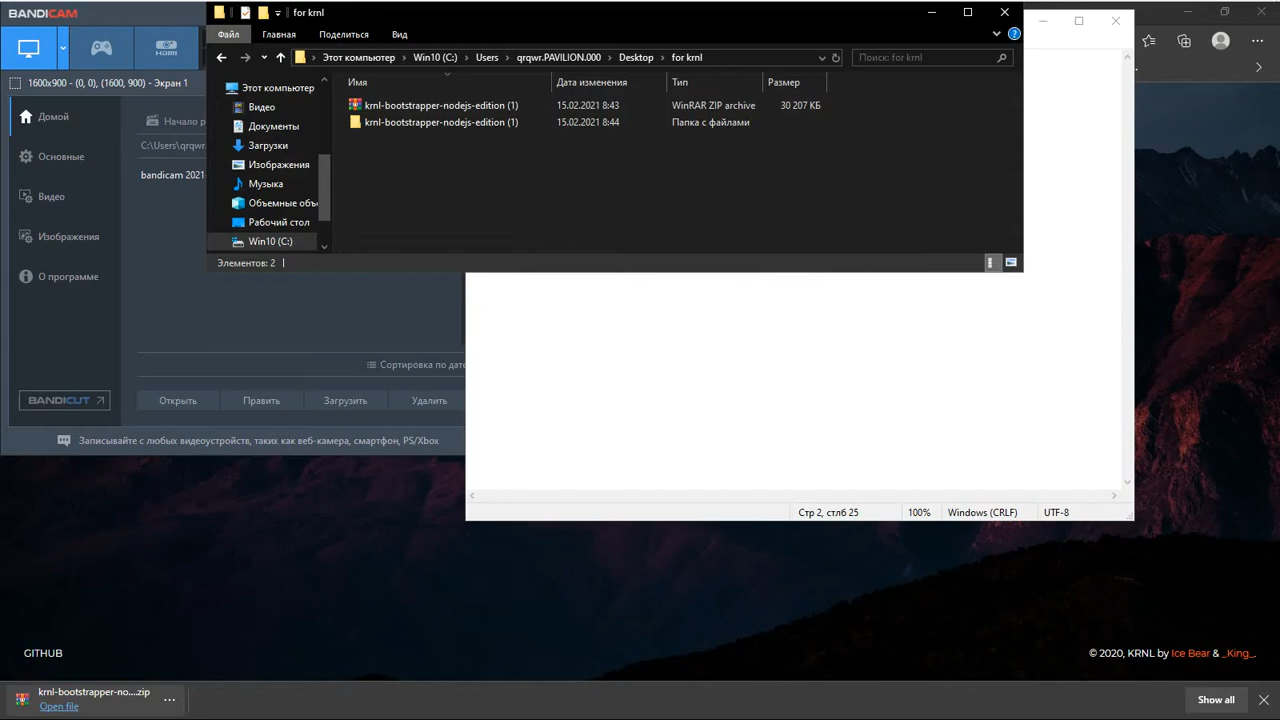 BANDICAM
for krnl
Файл
Главная
Поделиться
Вид
Этот компьютер
Win10 (C:)
Users
qrqwr.PAVILION.000
Desktop
for krnl
Поиск: for krnl
1600x900 - (0, 0), (1600, 900) - Экран 1
Этот компьютер
Видео
Документы
Загрузки
Изображения
Музыка
Объемные объ
Рабочий стол
Win10 (C:)
Имя
Дата изменения
Тип
Размер
krnl-bootstrapper-nodejs-edition (1)
15.02.2021 8:43
WinRAR ZIP archive
30 207 КБ
krnl-bootstrapper-nodejs-edition (1)
15.02.2021 8:44
Папка с файлами
Элементов: 2
Домой
Основные
Видео
Изображения
О программе
Начало р
C:\Users\qrqwr.
bandicam 2021-
Сортировка по дате
BANDICUT
Открыть
Править
Загрузить
Удалить
Записывайте с любых видеоустройств, таких как веб-камера, смартфон, PS/Xbox
Стр 2, стлб 25
100%
Windows (CRLF)
UTF-8
GITHUB
© 2020, KRNL by Ice Bear & _King_.
krnl-bootstrapper-no....zip
Open file
Show all